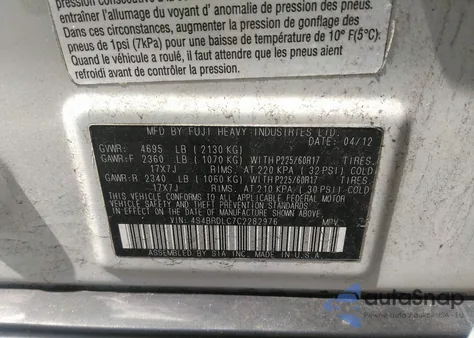 pression consécutive à
entraîner l'allumage du voyant d' anomalie de pression des pneus.
Dans ces circonstances, augmenter la pression de gonflage des
pneus de 1psi (7kPa) pour une baisse de température de 10° F(5°C):
Quand le véhicule a roulé, il faut attendre que les pneus aient
refroidi avant de contrôler la pression.
MFD BY FUJI HEAVY INDUSTRIES LTD.
DATE: 04/12
GVWR: 4695 LB (2130 KG)
GAWR:F 2360 LB (1070 KG) WITH P225/60R17 TIRES,
17X7J RIMS, AT 220 KPA ( 32 PSI) COLD
GAWR:R 2340 LB (1060 KG) WITH P225/60R17 TIRES,
17X7J RIMS, AT 210 KPA ( 30 PSI) COLD
THIS VEHICLE CONFORMS TO ALL APPLICABLE
FEDERAL MOTOR VEHICLE SAFETY
STANDARDS IN EFFECT ON THE DATE OF
MANUFACTURE SHOWN ABOVE.
VIN: 4S4BRDLC7C2282976 MPV
ASSEMBLED BY SIA INC. MADE IN U.S.A.
autoSnap